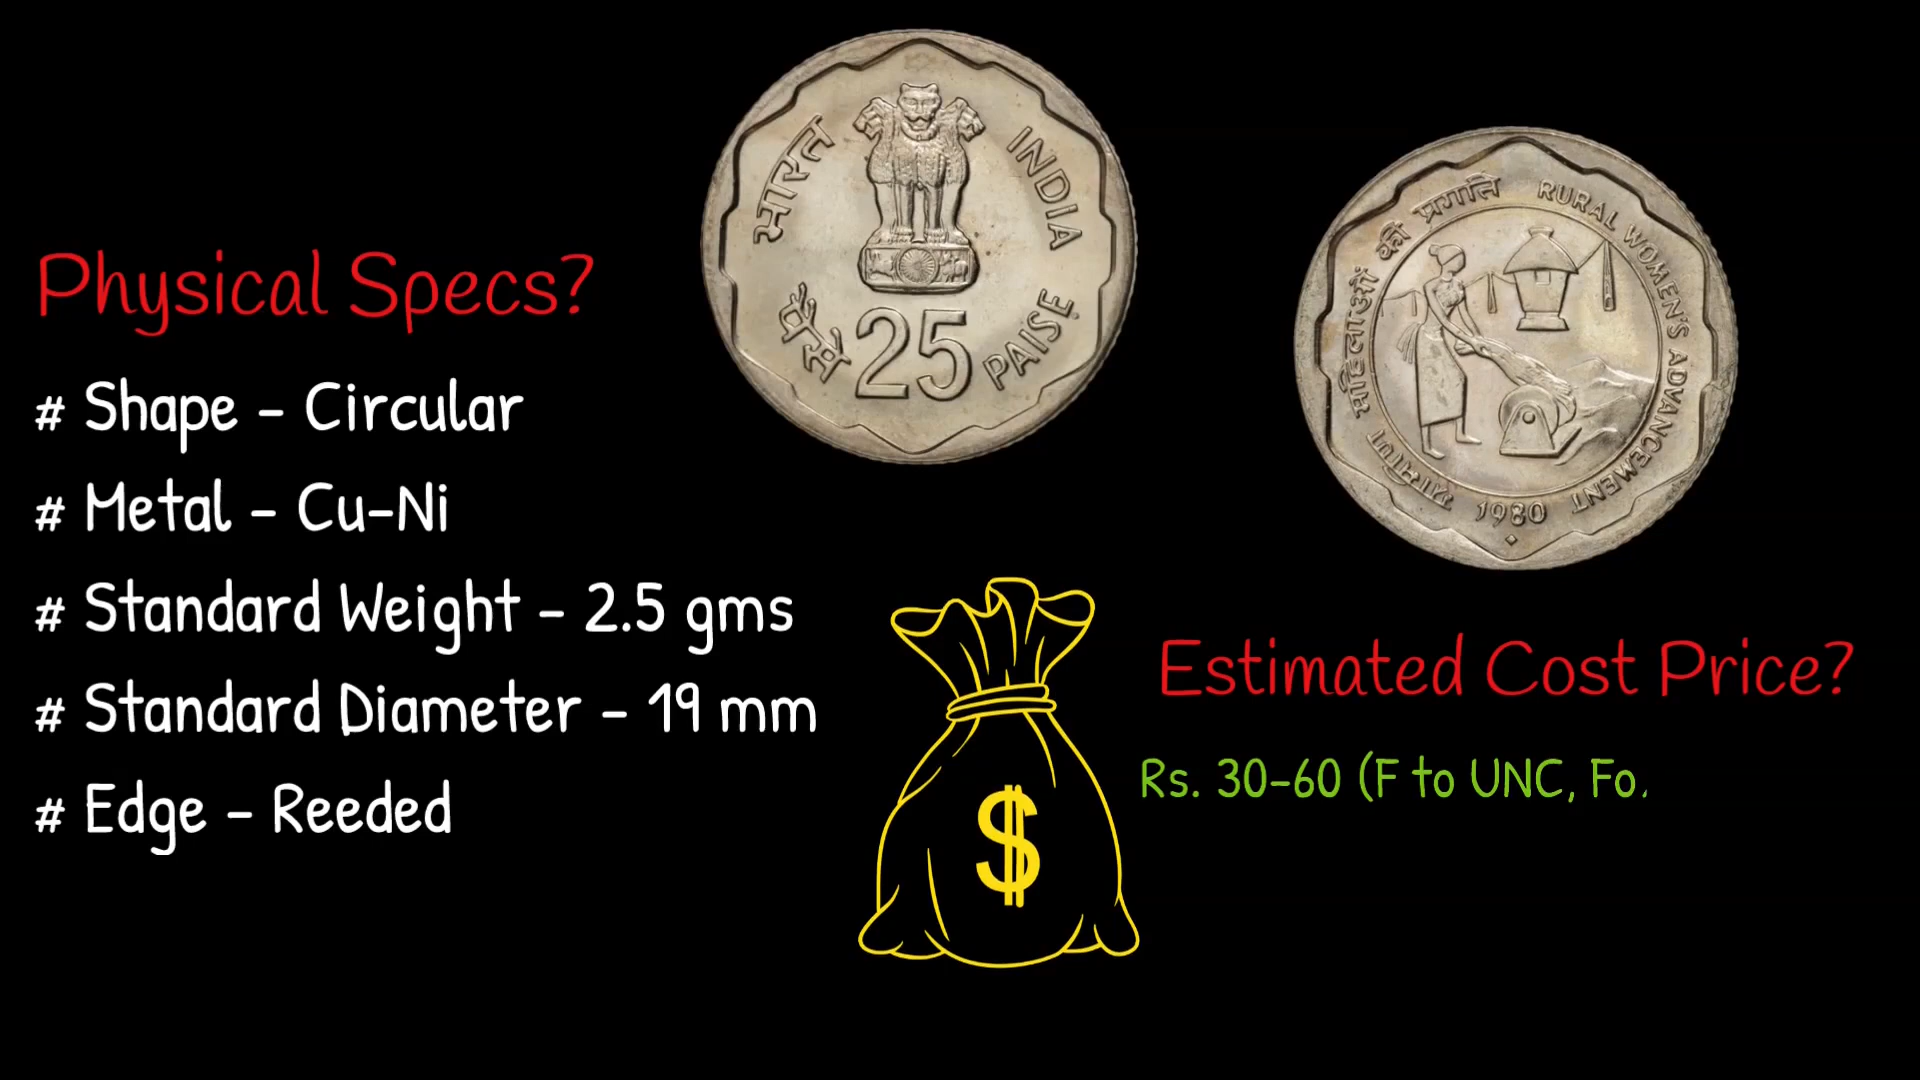 भारत
INDIA
पैसे
25
PAISE
ग्रामीण महिलाओं की प्रगति
RURAL WOMEN'S ADVANCEMENT
1980
Physical Specs?
# Shape - Circular
# Metal - Cu-Ni
# Standard Weight - 2.5 gms
# Standard Diameter - 19 mm
# Edge - Reeded
$
Estimated Cost Price?
Rs. 30-60 (F to UNC, Fo